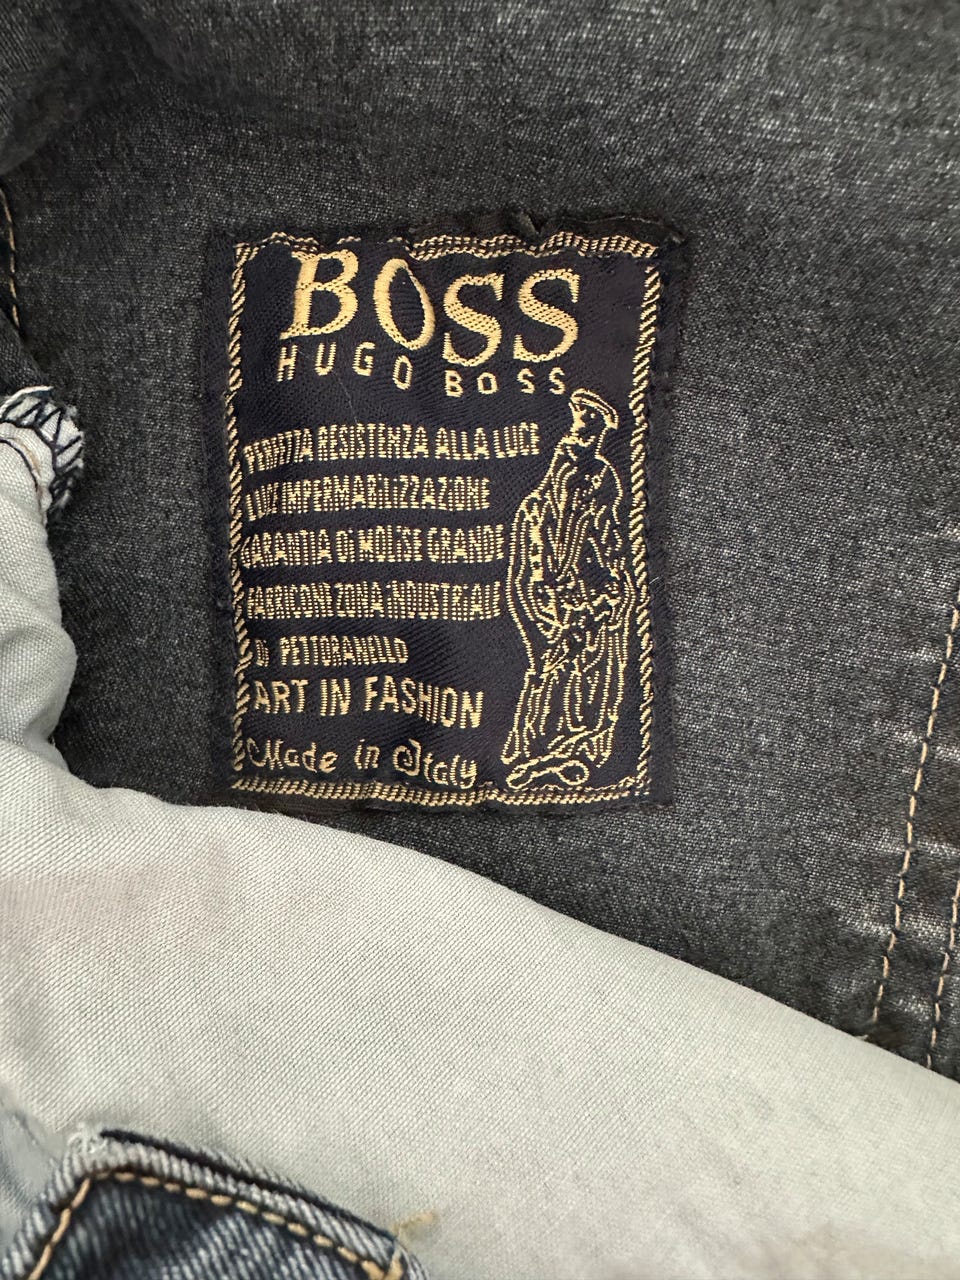 BOSS
HUGO BOSS
PERFETTA RESISTENZA ALLA LUCE
LUCE IMPERMABILIZZAZIONE
GARANTIA DI MOLISE GRANDE
FABRICONI ZONA INDUSTRIALE
DI PETTORANELLO
ART IN FASHION
Made in Italy